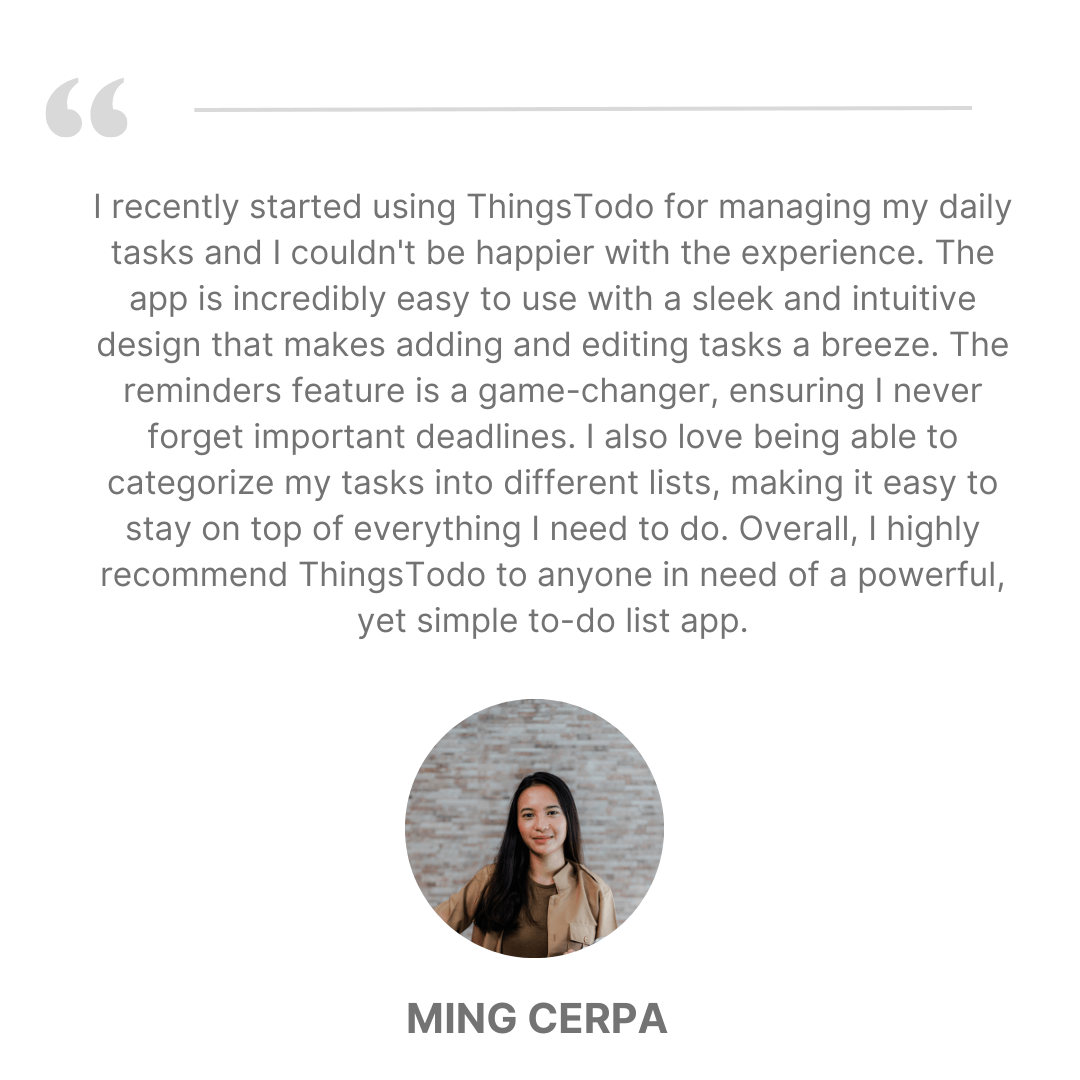 “
I recently started using ThingsTodo for managing my daily
tasks and I couldn't be happier with the experience. The
app is incredibly easy to use with a sleek and intuitive
design that makes adding and editing tasks a breeze. The
reminders feature is a game-changer, ensuring I never
forget important deadlines. I also love being able to
categorize my tasks into different lists, making it easy to
stay on top of everything I need to do. Overall, I highly
recommend ThingsTodo to anyone in need of a powerful,
yet simple to-do list app.
MING CERPA